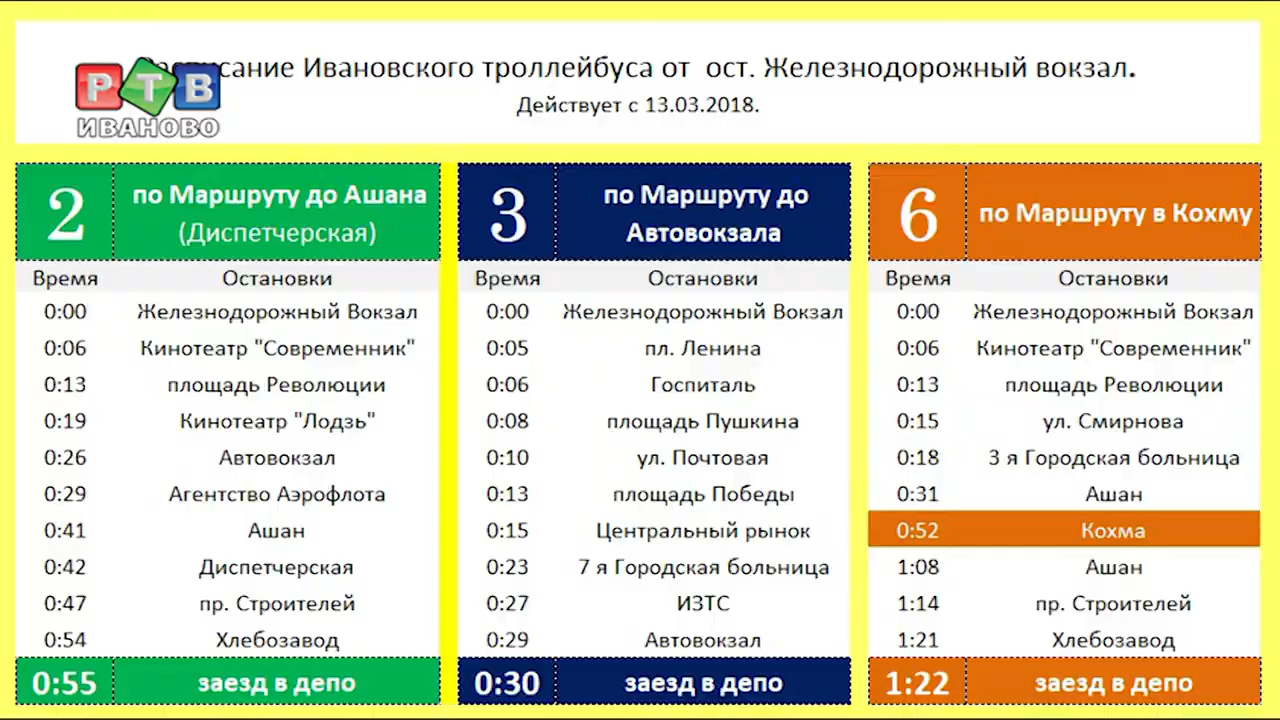 Расписание Ивановского троллейбуса от ост. Железнодорожный вокзал.
Действует с 13.03.2018.
РТВ
ИВАНОВО
2 по Маршруту до Ашана
(Диспетчерская)
Время Остановки
0:00 Железнодорожный Вокзал
0:06 Кинотеатр "Современник"
0:13 площадь Революции
0:19 Кинотеатр "Лодзь"
0:26 Автовокзал
0:29 Агентство Аэрофлота
0:41 Ашан
0:42 Диспетчерская
0:47 пр. Строителей
0:54 Хлебозавод
0:55 заезд в депо
3 по Маршруту до
Автовокзала
Время Остановки
0:00 Железнодорожный Вокзал
0:05 пл. Ленина
0:06 Госпиталь
0:08 площадь Пушкина
0:10 ул. Почтовая
0:13 площадь Победы
0:15 Центральный рынок
0:23 7 я Городская больница
0:27 ИЗТС
0:29 Автовокзал
0:30 заезд в депо
6 по Маршруту в Кохму
Время Остановки
0:00 Железнодорожный Вокзал
0:06 Кинотеатр "Современник"
0:13 площадь Революции
0:15 ул. Смирнова
0:18 3 я Городская больница
0:31 Ашан
0:52 Кохма
1:08 Ашан
1:14 пр. Строителей
1:21 Хлебозавод
1:22 заезд в депо